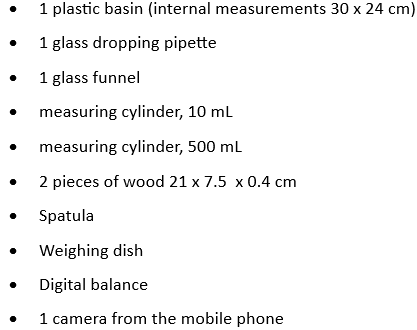 • 1 plastic basin (internal measurements 30 x 24 cm)
• 1 glass dropping pipette
• 1 glass funnel
• measuring cylinder, 10 mL
• measuring cylinder, 500 mL
• 2 pieces of wood 21 x 7.5  x 0.4 cm
• Spatula
• Weighing dish
• Digital balance
• 1 camera from the mobile phone